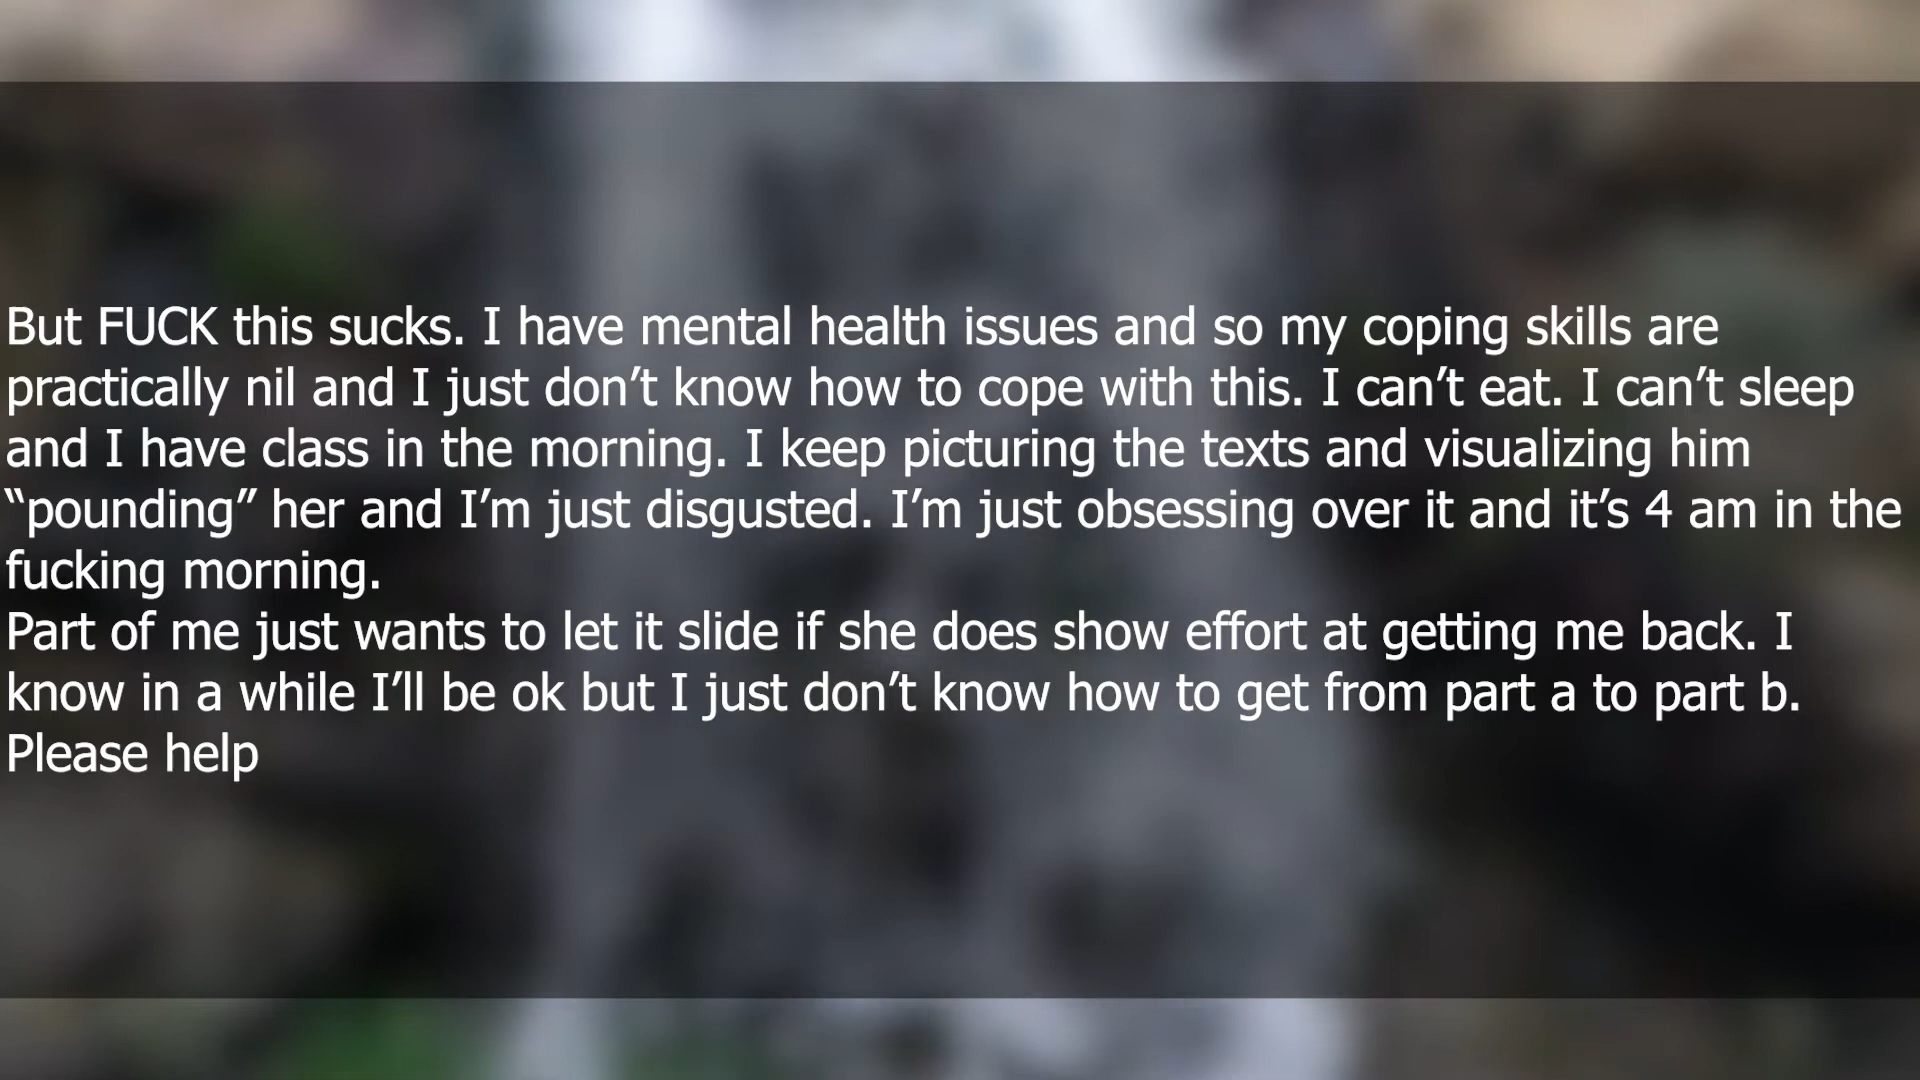 But FUCK this sucks. I have mental health issues and so my coping skills are
practically nil and I just don’t know how to cope with this. I can’t eat. I can’t sleep
and I have class in the morning. I keep picturing the texts and visualizing him
“pounding” her and I’m just disgusted. I’m just obsessing over it and it’s 4 am in the
fucking morning.
Part of me just wants to let it slide if she does show effort at getting me back. I
know in a while I’ll be ok but I just don’t know how to get from part a to part b.
Please help